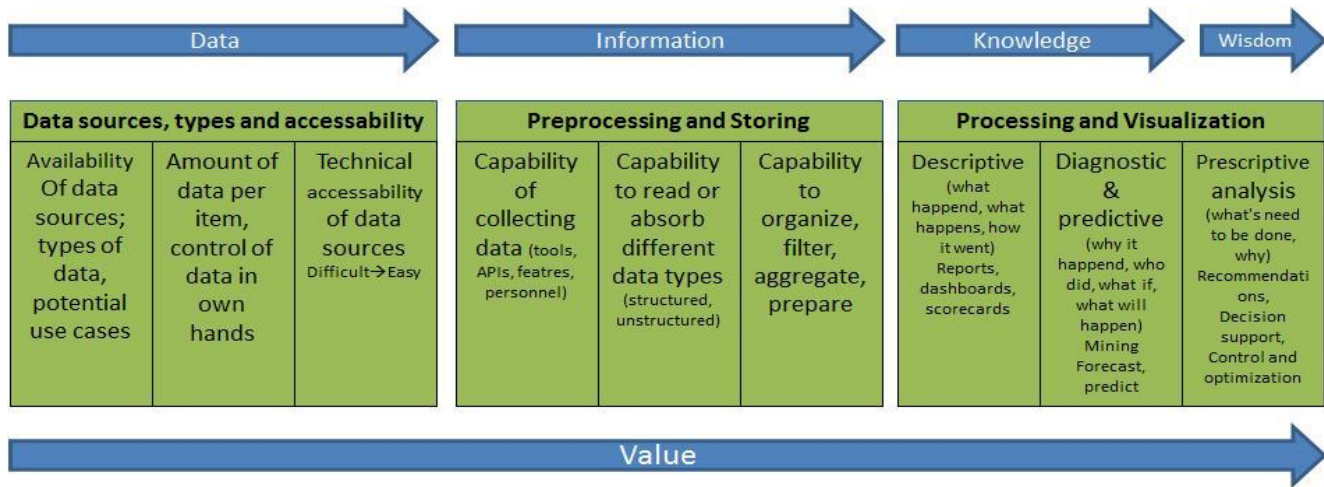 Data
Information
Knowledge
Wisdom
Data sources, types and accessability
Availability
Of data
sources;
types of
data,
potential
use cases
Amount of
data per
item,
control of
data in
own
hands
Technical
accessability
of data
sources
Difficult→Easy
Preprocessing and Storing
Capability
of
collecting
data (tools,
APIs, featres,
personnel)
Capability
to read or
absorb
different
data types
(structured,
unstructured)
Capability
to
organize,
filter,
aggregate,
prepare
Processing and Visualization
Descriptive
(what
happend, what
happens, how
it went)
Reports,
dashboards,
scorecards
Diagnostic
&
predictive
(why it
happend, who
did, what if,
what will
happen)
Mining
Forecast,
predict
Prescriptive
analysis
(what's need
to be done,
why)
Recommendati
ons,
Decision
support,
Control and
optimization
Value